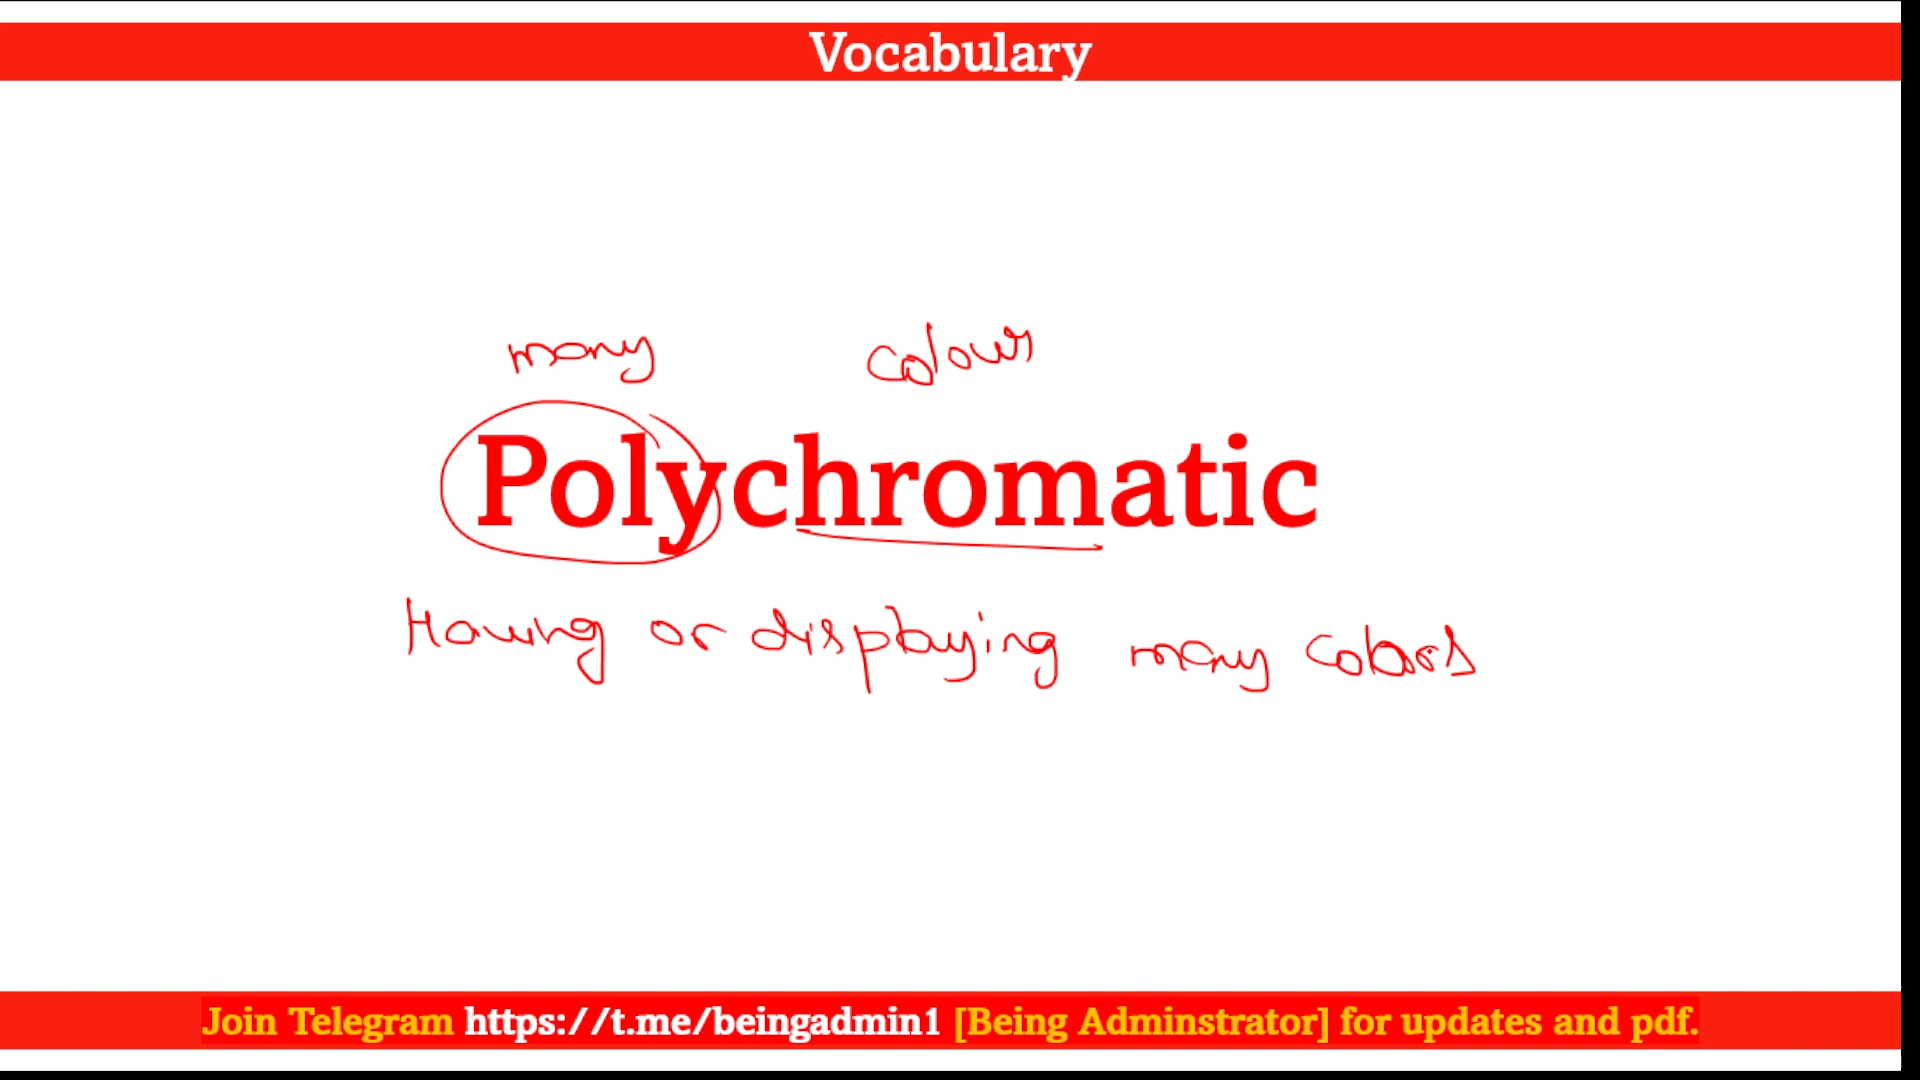 Vocabulary
many colour
Polychromatic
Having or displaying many colors
Join Telegram https://t.me/beingadmin1 [Being Adminstrator] for updates and pdf.